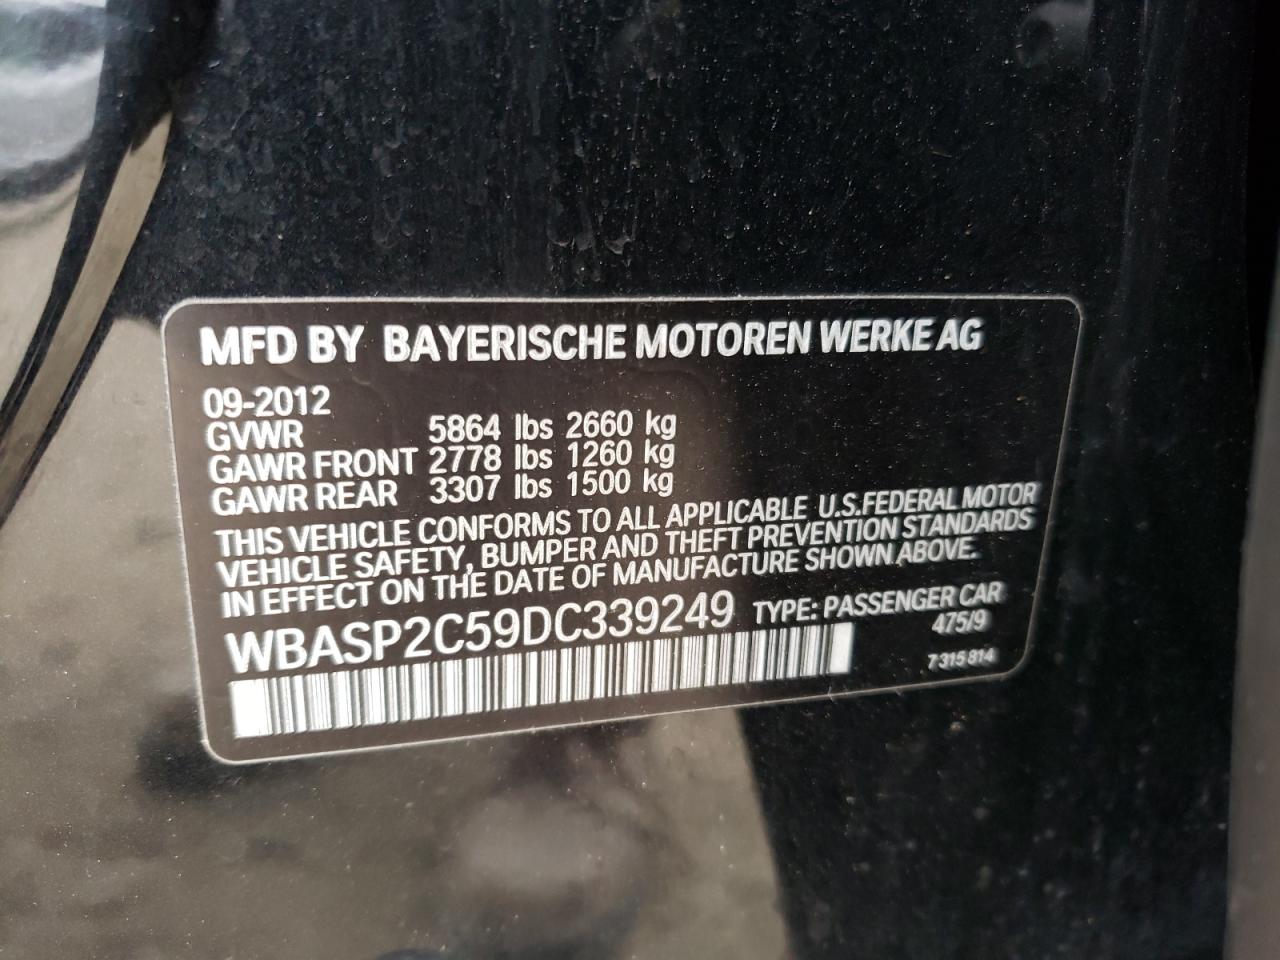 MFD BY BAYERISCHE MOTOREN WERKE AG
09-2012
GVWR 5864 lbs 2660 kg
GAWR FRONT 2778 lbs 1260 kg
GAWR REAR 3307 lbs 1500 kg
THIS VEHICLE CONFORMS TO ALL APPLICABLE U.S.FEDERAL MOTOR
VEHICLE SAFETY, BUMPER AND THEFT PREVENTION STANDARDS
IN EFFECT ON THE DATE OF MANUFACTURE SHOWN ABOVE.
WBASP2C59DC339249 TYPE: PASSENGER CAR
475/9
7 315 814